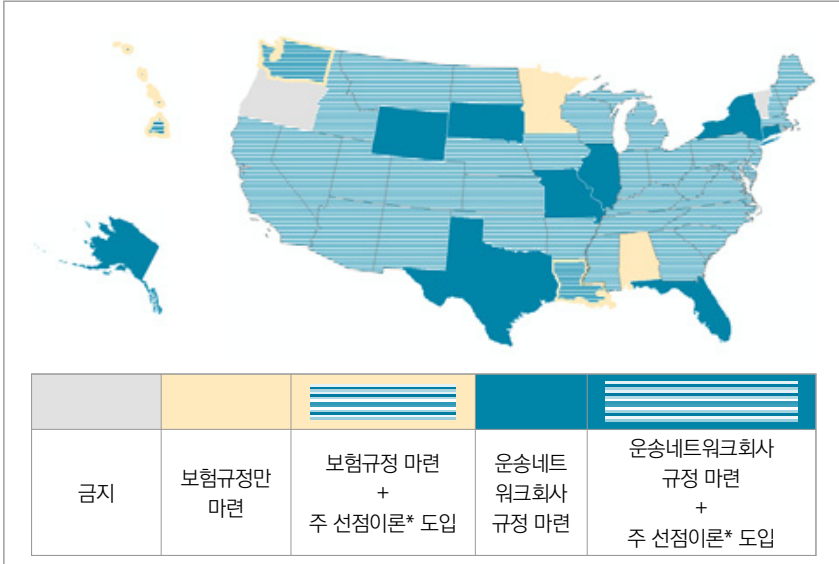 금지
보험규정만
마련
보험규정 마련
+
주 선점이론* 도입
운송네트
워크회사
규정 마련
운송네트워크회사
규정 마련
+
주 선점이론* 도입